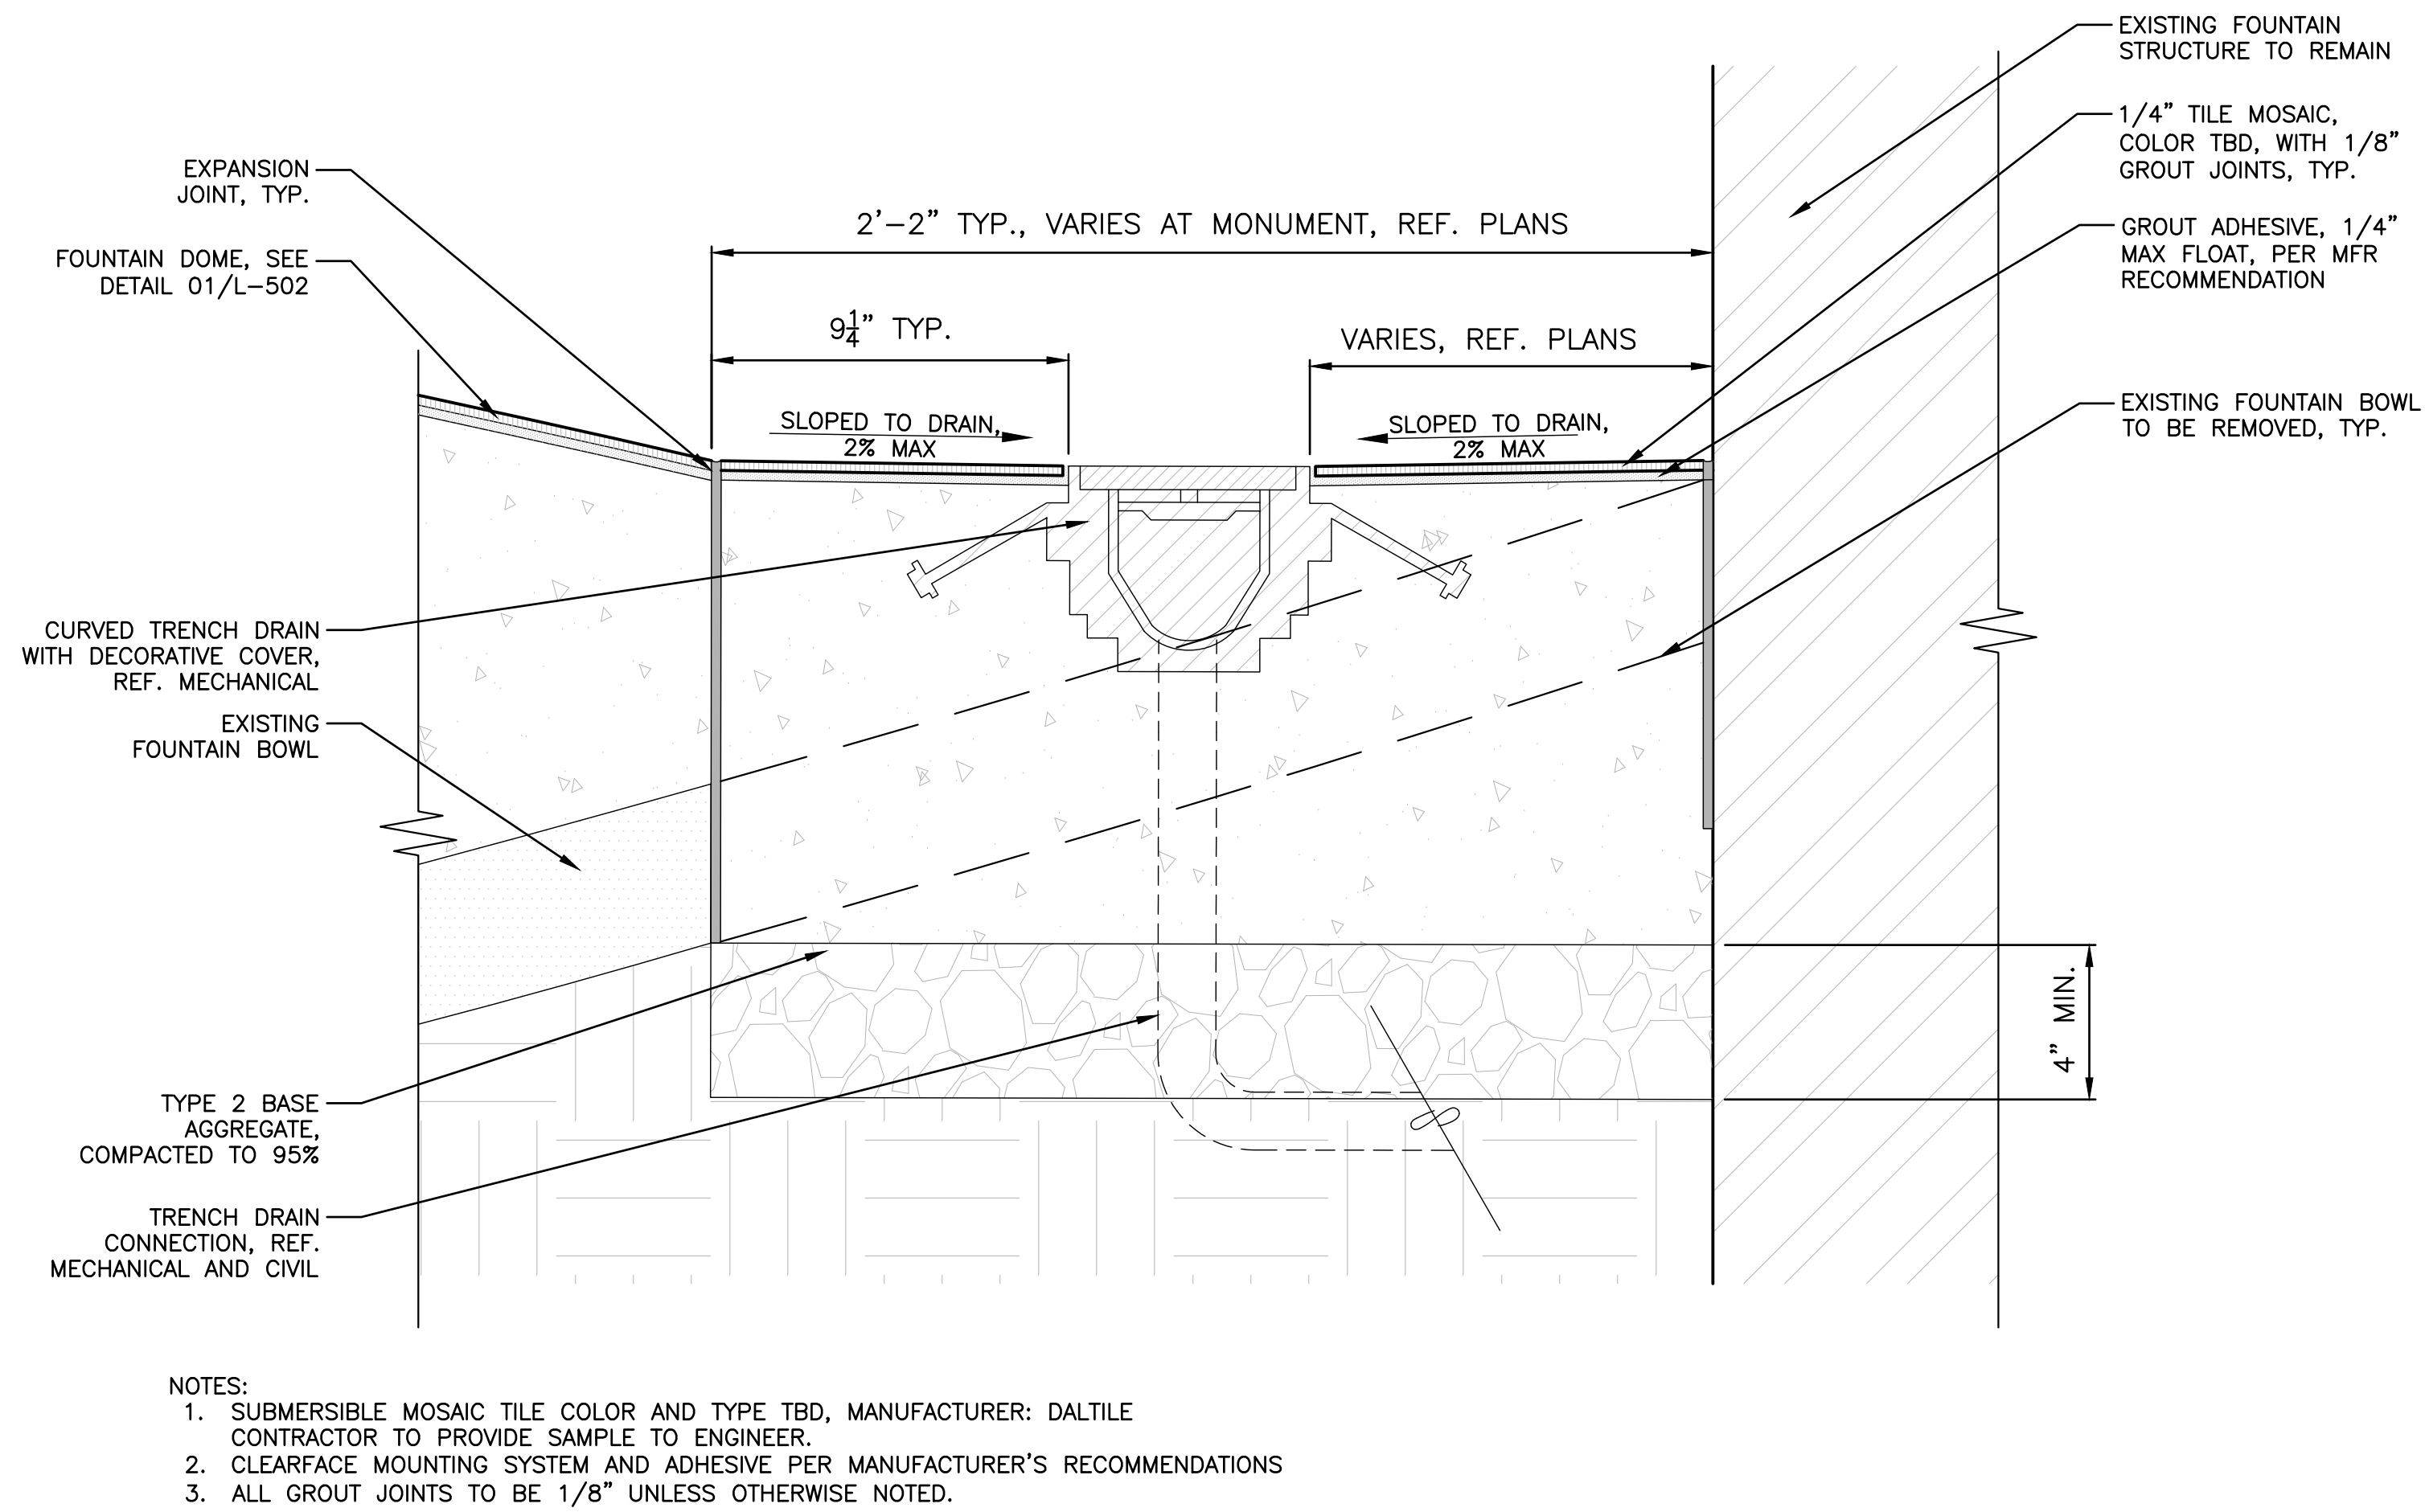 EXISTING FOUNTAIN
STRUCTURE TO REMAIN
1/4” TILE MOSAIC,
COLOR TBD, WITH 1/8”
GROUT JOINTS, TYP.
EXPANSION
JOINT, TYP.
2’-2” TYP., VARIES AT MONUMENT, REF. PLANS
GROUT ADHESIVE, 1/4”
MAX FLOAT, PER MFR
RECOMMENDATION
FOUNTAIN DOME, SEE
DETAIL 01/L-502
9 1/4” TYP.
VARIES, REF. PLANS
SLOPED TO DRAIN,
2% MAX
SLOPED TO DRAIN,
2% MAX
EXISTING FOUNTAIN BOWL
TO BE REMOVED, TYP.
CURVED TRENCH DRAIN
WITH DECORATIVE COVER,
REF. MECHANICAL
EXISTING
FOUNTAIN BOWL
4” MIN.
TYPE 2 BASE
AGGREGATE,
COMPACTED TO 95%
TRENCH DRAIN
CONNECTION, REF.
MECHANICAL AND CIVIL
NOTES:
1. SUBMERSIBLE MOSAIC TILE COLOR AND TYPE TBD, MANUFACTURER: DALTILE
CONTRACTOR TO PROVIDE SAMPLE TO ENGINEER.
2. CLEARFACE MOUNTING SYSTEM AND ADHESIVE PER MANUFACTURER’S RECOMMENDATIONS
3. ALL GROUT JOINTS TO BE 1/8” UNLESS OTHERWISE NOTED.